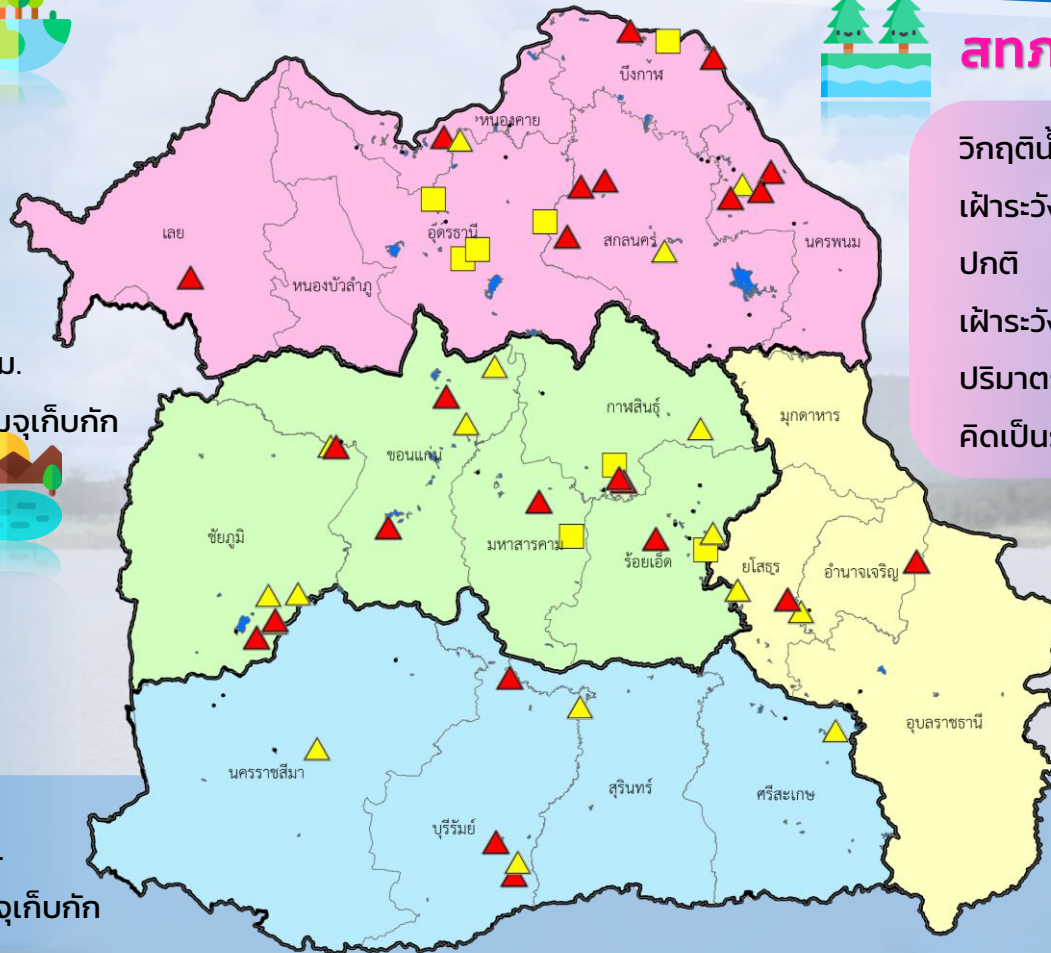 สทภ
วิกฤติน้
เฝ้าระวัง
ปกติ
เฝ้าระวัง
ปริมาตร
คิดเป็นร
ม.
มจุเก็บกัก
.
จุเก็บกัก
บึงกาฬ
หนองคาย
เลย
อุดรธานี
สกลนคร
นครพนม
หนองบัวลำภู
กาฬสินธุ์
มุกดาหาร
ขอนแก่น
ชัยภูมิ
มหาสารคาม
ร้อยเอ็ด
ยโสธร
อำนาจเจริญ
อุบลราชธานี
นครราชสีมา
สุรินทร์
ศรีสะเกษ
บุรีรัมย์